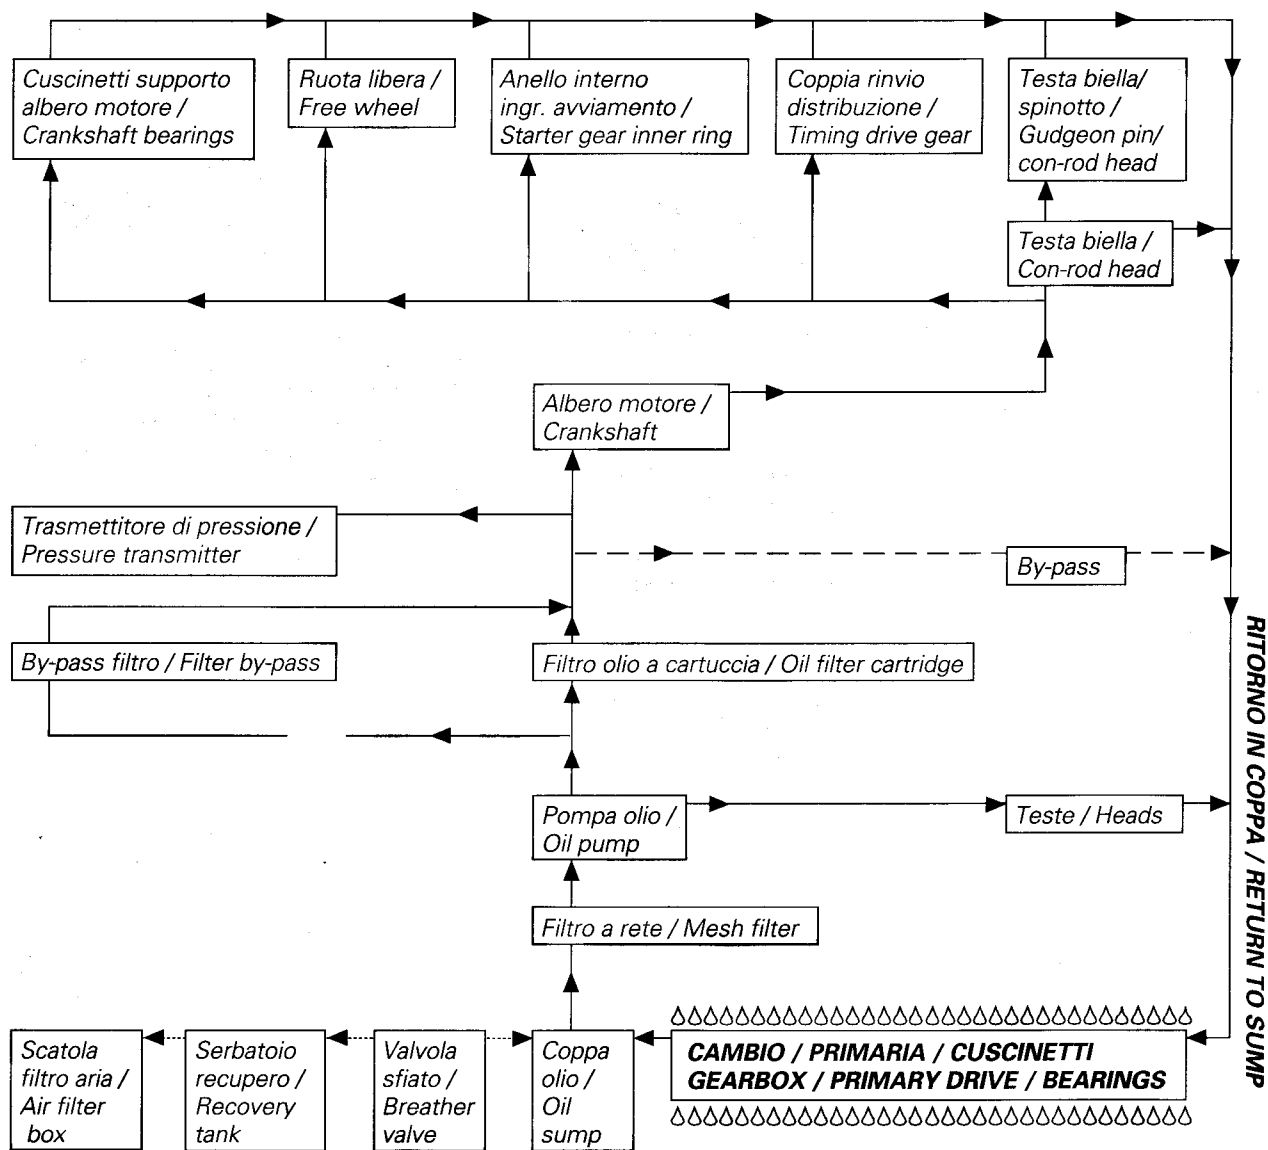 Cuscinetti supporto
albero motore /
Crankshaft bearings
Ruota libera /
Free wheel
Anello interno
ingr. avviamento /
Starter gear inner ring
Coppia rinvio
distribuzione /
Timing drive gear
Testa biella/
spinotto /
Gudgeon pin/
con-rod head
Testa biella /
Con-rod head
Albero motore /
Crankshaft
Trasmettitore di pressione /
Pressure transmitter
By-pass
By-pass filtro / Filter by-pass
Filtro olio a cartuccia / Oil filter cartridge
Pompa olio /
Oil pump
Teste / Heads
Filtro a rete / Mesh filter
RITORNO IN COPPA / RETURN TO SUMP
Scatola
filtro aria /
Air filter
box
Serbatoio
recupero /
Recovery
tank
Valvola
sfiato /
Breather
valve
Coppa
olio /
Oil
sump
CAMBIO / PRIMARIA / CUSCINETTI
GEARBOX / PRIMARY DRIVE / BEARINGS